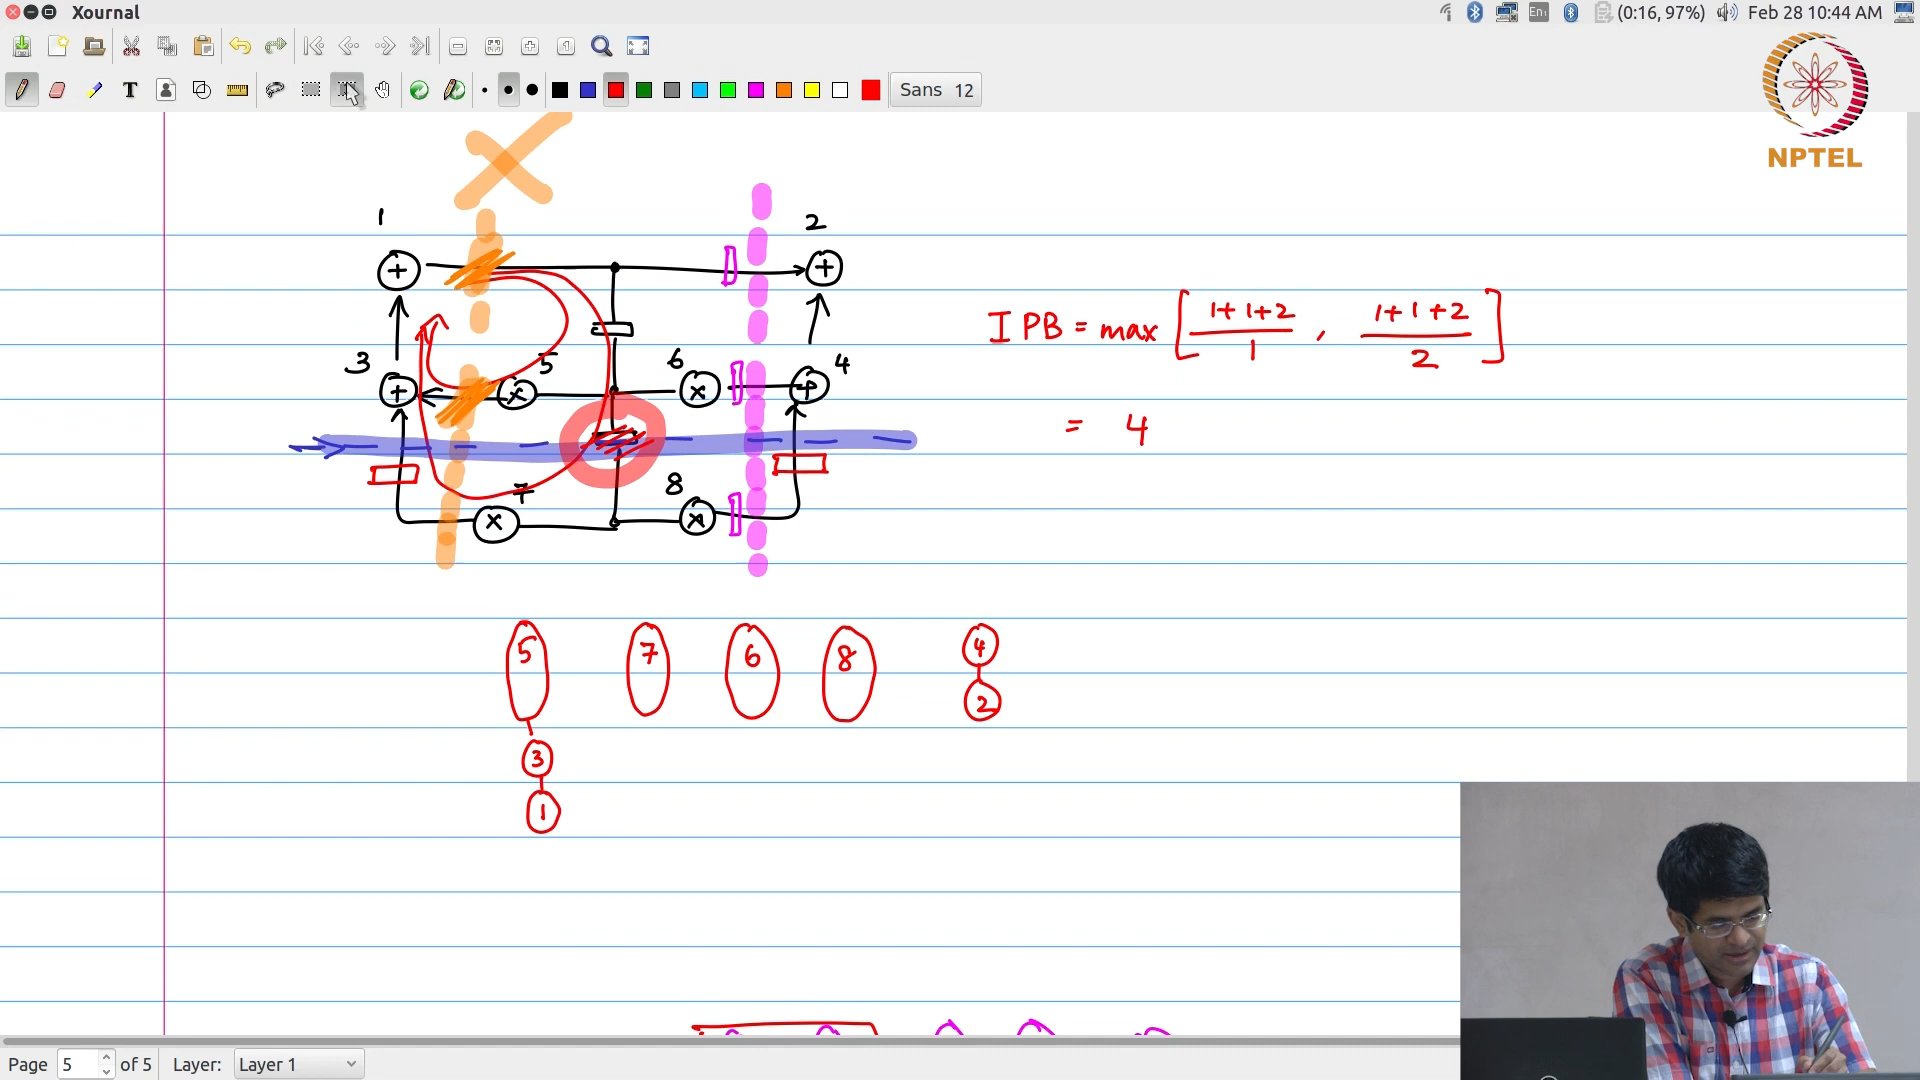 Xournal
En1
(0:16, 97%)
Feb 28 10:44 AM
T
Sans 12
NPTEL
1
2
+
+
3
5
6
4
+
×
×
+
7
8
×
×
IPB = max [ 1+1+2 / 1 , 1+1+2 / 2 ]
= 4
5 7 6 8 4
2
3
1
Page 5 of 5 Layer: Layer 1